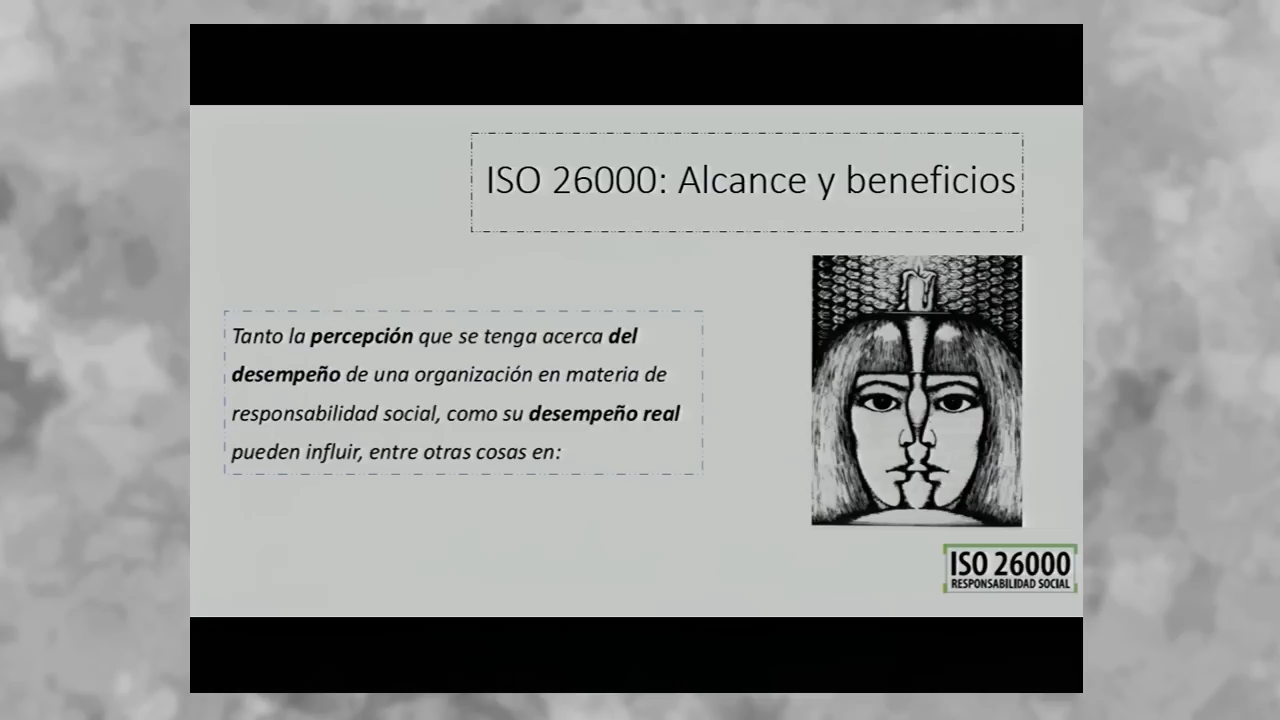 ISO 26000: Alcance y beneficios
Tanto la percepción que se tenga acerca del
desempeño de una organización en materia de
responsabilidad social, como su desempeño real
pueden influir, entre otras cosas en:
ISO 26000
RESPONSABILIDAD SOCIAL